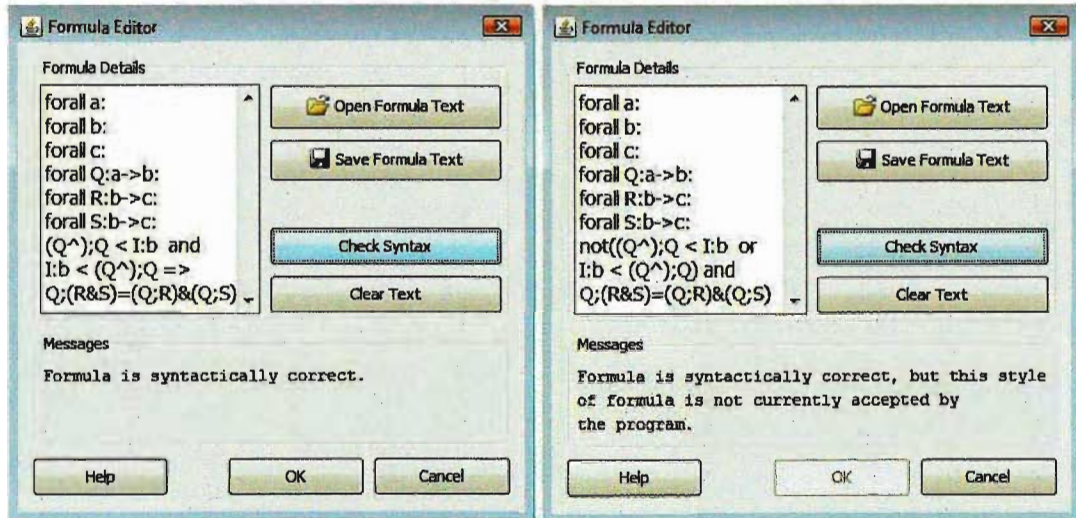 Formula Editor
Formula Details
forall a:
forall b:
forall c:
forall Q:a->b:
forall R:b->c:
forall S:b->c:
(Q^);Q < I:b and
I:b < (Q^);Q =>
Q;(R&S)=(Q;R)&(Q;S)
Open Formula Text
Save Formula Text
Check Syntax
Clear Text
Messages
Formula is syntactically correct.
Help
OK
Cancel
Formula Editor
Formula Details
forall a:
forall b:
forall c:
forall Q:a->b:
forall R:b->c:
forall S:b->c:
not((Q^);Q < I:b or
I:b < (Q^);Q) and
Q;(R&S)=(Q;R)&(Q;S)
Open Formula Text
Save Formula Text
Check Syntax
Clear Text
Messages
Formula is syntactically correct, but this style
of formula is not currently accepted by
the program.
Help
OK
Cancel